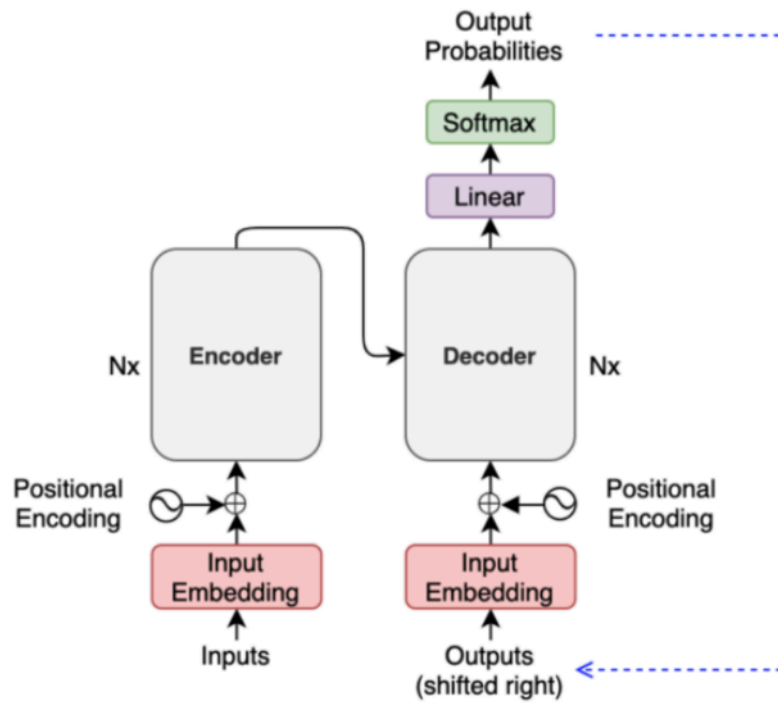 Output
Probabilities
Softmax
Linear
Encoder
Decoder
Nx
Nx
Positional
Encoding
Positional
Encoding
Input
Embedding
Input
Embedding
Inputs
Outputs
(shifted right)